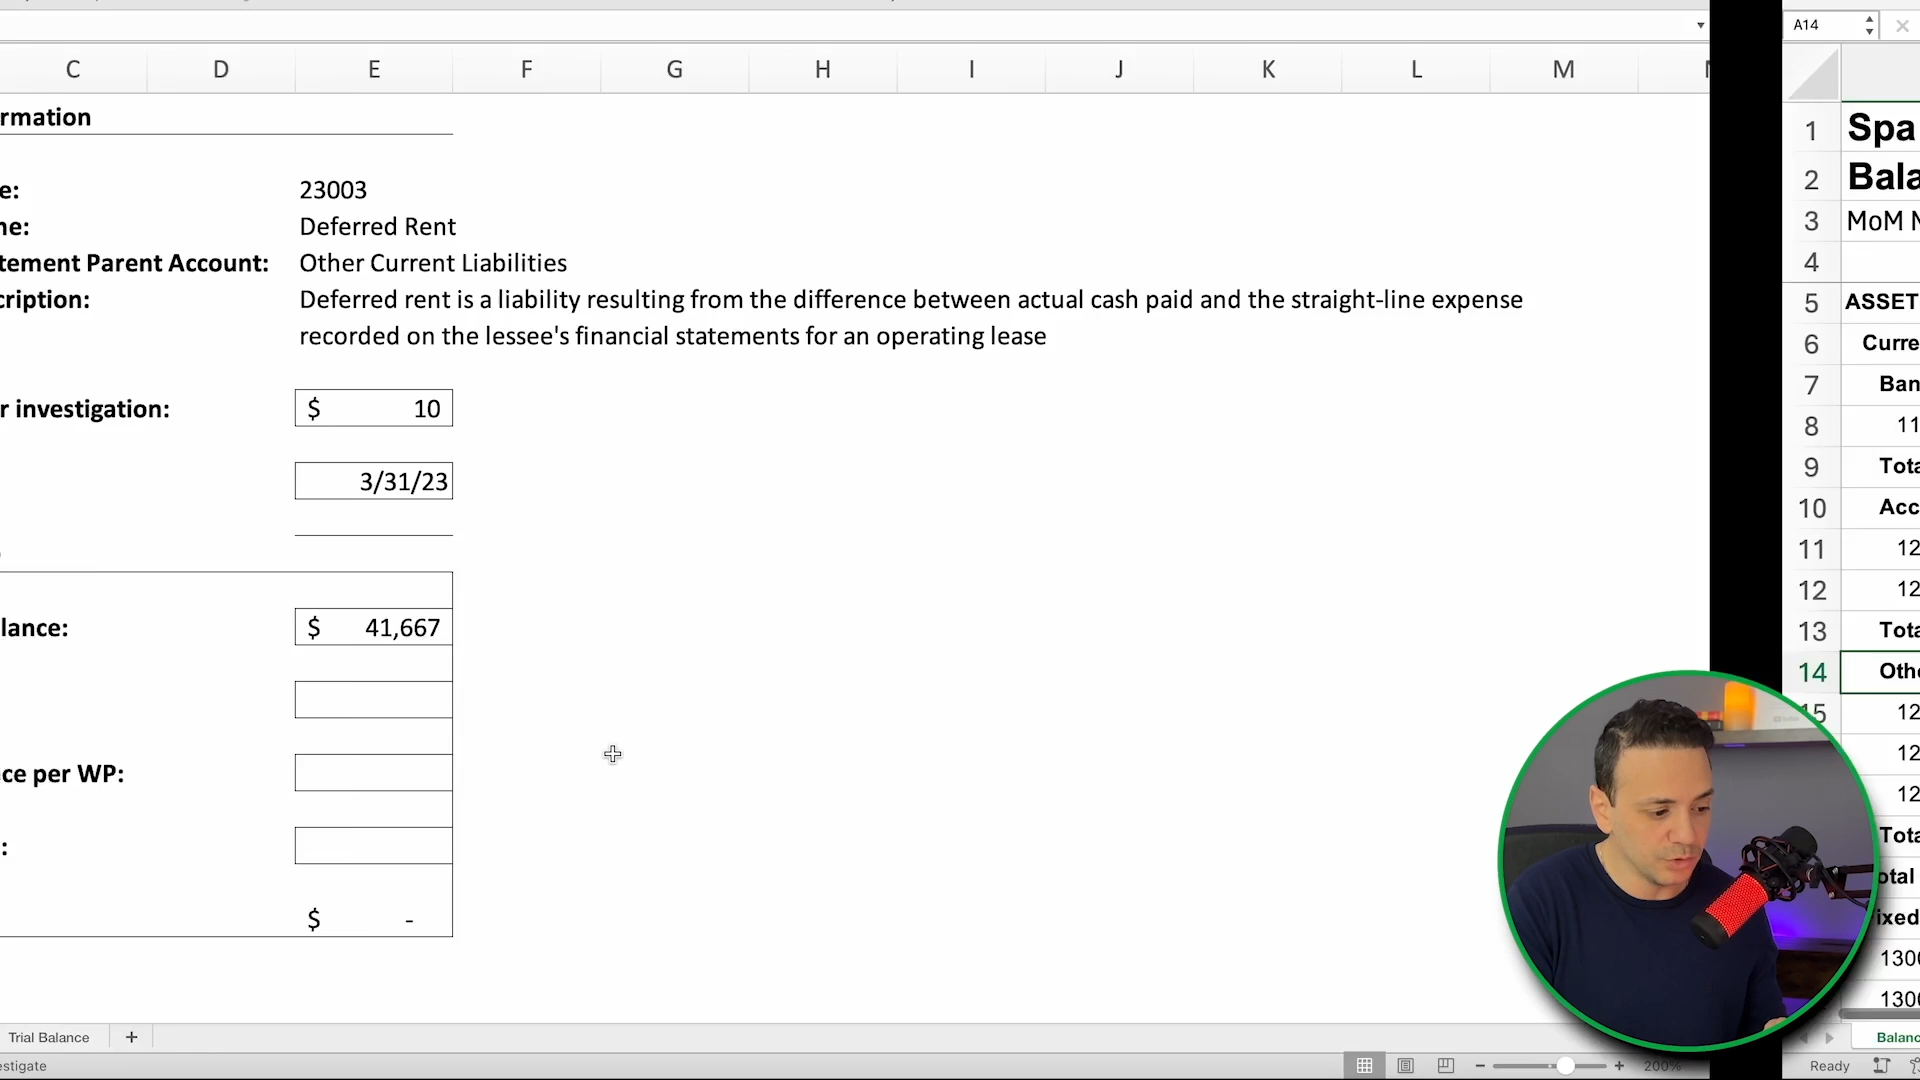 A14
C D E F G H I J K L M
rmation
e: 23003
ne: Deferred Rent
tement Parent Account: Other Current Liabilities
cription: Deferred rent is a liability resulting from the difference between actual cash paid and the straight-line expense
recorded on the lessee's financial statements for an operating lease
r investigation: $ 10
3/31/23
lance: $ 41,667
ce per WP:
:
$ -
Trial Balance +
estigate
- + 200%
1 Spa
2 Bala
3 MoM
4
5 ASSET
6 Curre
7 Ban
8 11
9 Tota
10 Acc
11 12
12 12
13 Tota
14 Othe
15 12
12
12
Tota
otal
ixed
130
130
Balanc
Ready